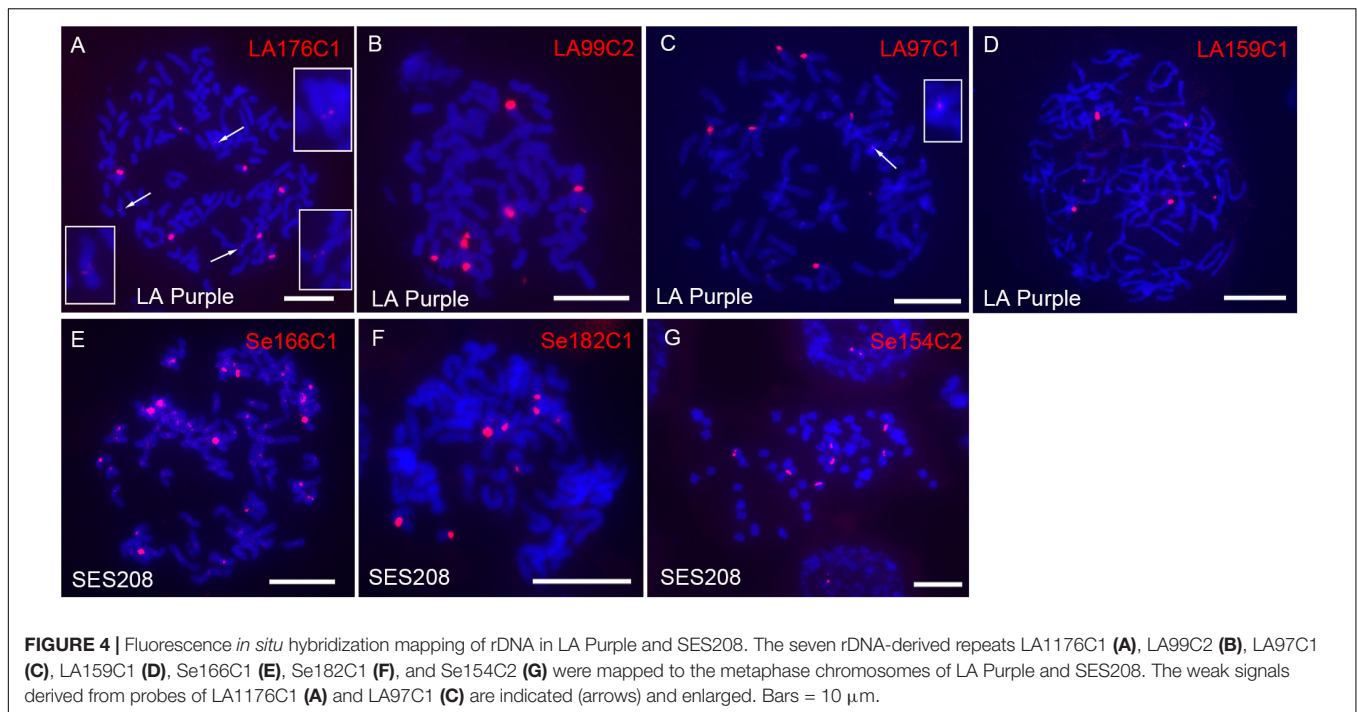 A LA176C1
B LA99C2
C LA97C1
D LA159C1
LA Purple
LA Purple
LA Purple
LA Purple
E Se166C1
F Se182C1
G Se154C2
SES208
SES208
SES208
FIGURE 4 | Fluorescence in situ hybridization mapping of rDNA in LA Purple and SES208. The seven rDNA-derived repeats LA1176C1 (A), LA99C2 (B), LA97C1
(C), LA159C1 (D), Se166C1 (E), Se182C1 (F), and Se154C2 (G) were mapped to the metaphase chromosomes of LA Purple and SES208. The weak signals
derived from probes of LA1176C1 (A) and LA97C1 (C) are indicated (arrows) and enlarged. Bars = 10 μm.